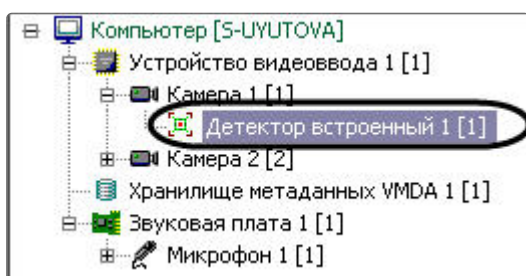 Компьютер [S-UYUTOVA]
Устройство видеоввода 1 [1]
Камера 1 [1]
Детектор встроенный 1 [1]
Камера 2 [2]
Хранилище метаданных VMDA 1 [1]
Звуковая плата 1 [1]
Микрофон 1 [1]